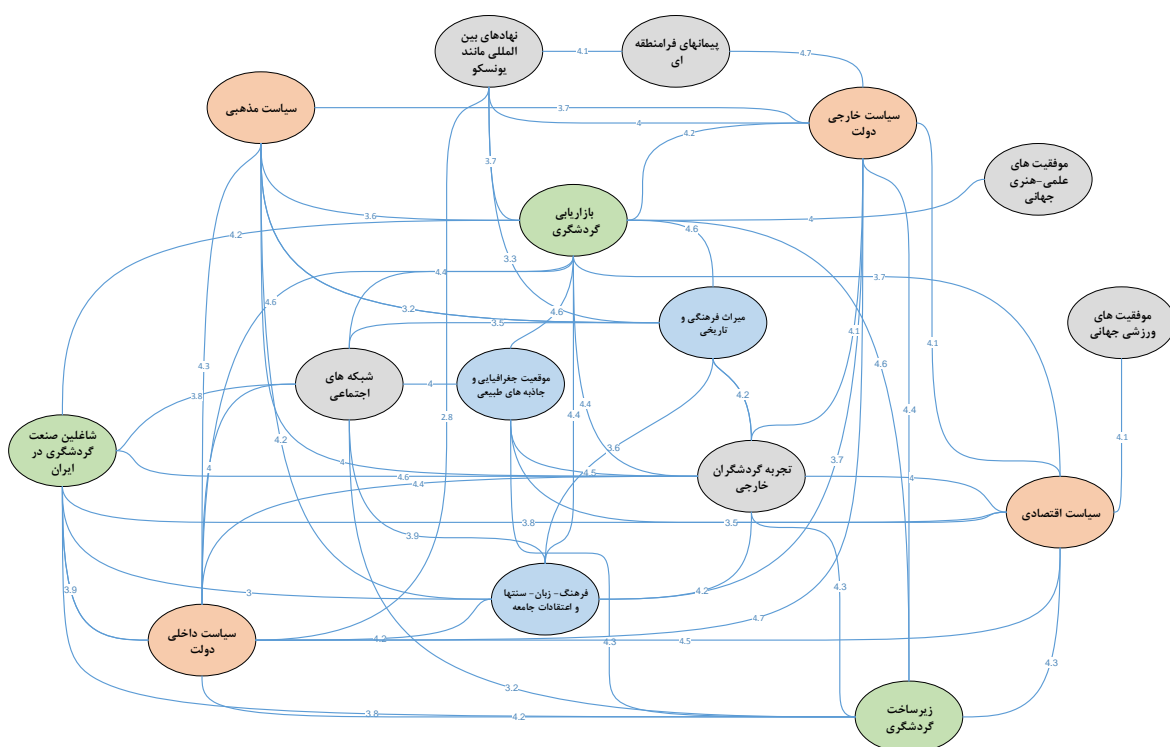 نهادهای بین
المللی مانند
یونسکو
4.1
پیمانهای فرامنطقه
ای
4.7
سیاست مذهبی
3.7
سیاست خارجی
دولت
4
4.2
3.7
موفقیت های
علمی-هنری
جهانی
4
3.6
بازاریابی
گردشگری
4.2
4.6
3.3
4.4
4.6
3.7
3.2
4.6
3.5
میراث فرهنگی و
تاریخی
موفقیت های
ورزشی جهانی
4.1
4.1
4.3
4.6
شبکه های
اجتماعی
4
موقعیت جغرافیایی و
جاذبه های طبیعی
2.8
4.4
4.4
4.2
4.4
3.8
شاغلین صنعت
گردشگری در
ایران
4.2
3.6
4.1
4
4
3.7
4.6
4.5
4.4
تجربه گردشگران
خارجی
4
سیاست اقتصادی
3.8
3.5
3.9
4.3
3.9
3
فرهنگ- زبان- سنتها
و اعتقادات جامعه
4.2
4.7
سیاست داخلی
دولت
4.2
4.3
4.5
4.3
3.2
3.8
4.2
زیرساخت
گردشگری